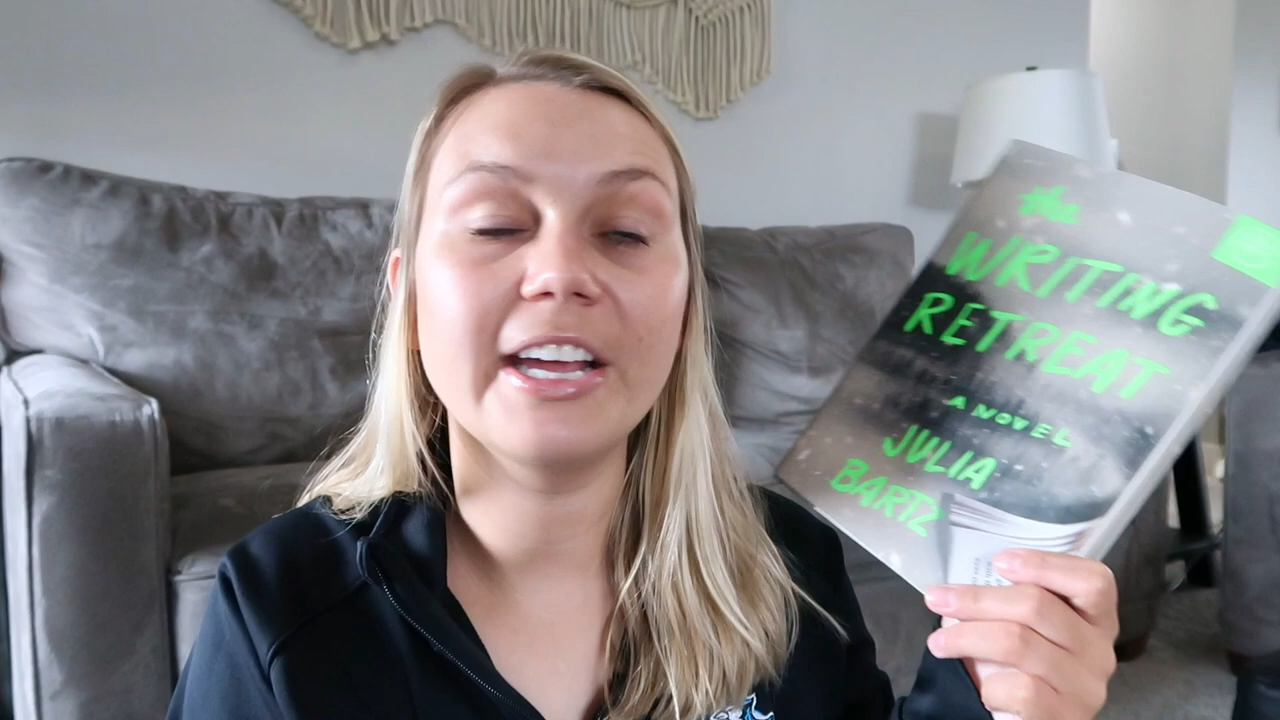 the
WRITING
RETREAT
A NOVEL
JULIA
BARTZ